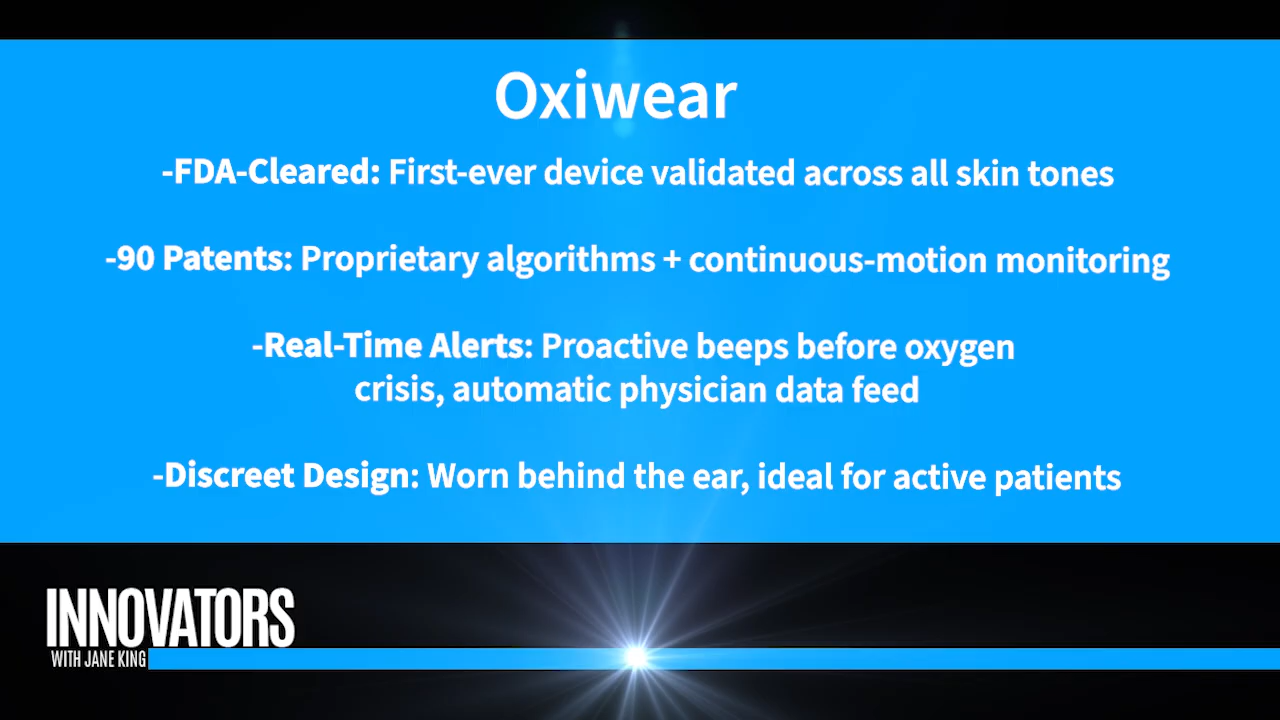 Oxiwear
-FDA-Cleared: First-ever device validated across all skin tones
-90 Patents: Proprietary algorithms + continuous-motion monitoring
-Real-Time Alerts: Proactive beeps before oxygen
crisis, automatic physician data feed
-Discreet Design: Worn behind the ear, ideal for active patients
INNOVATORS
WITH JANE KING